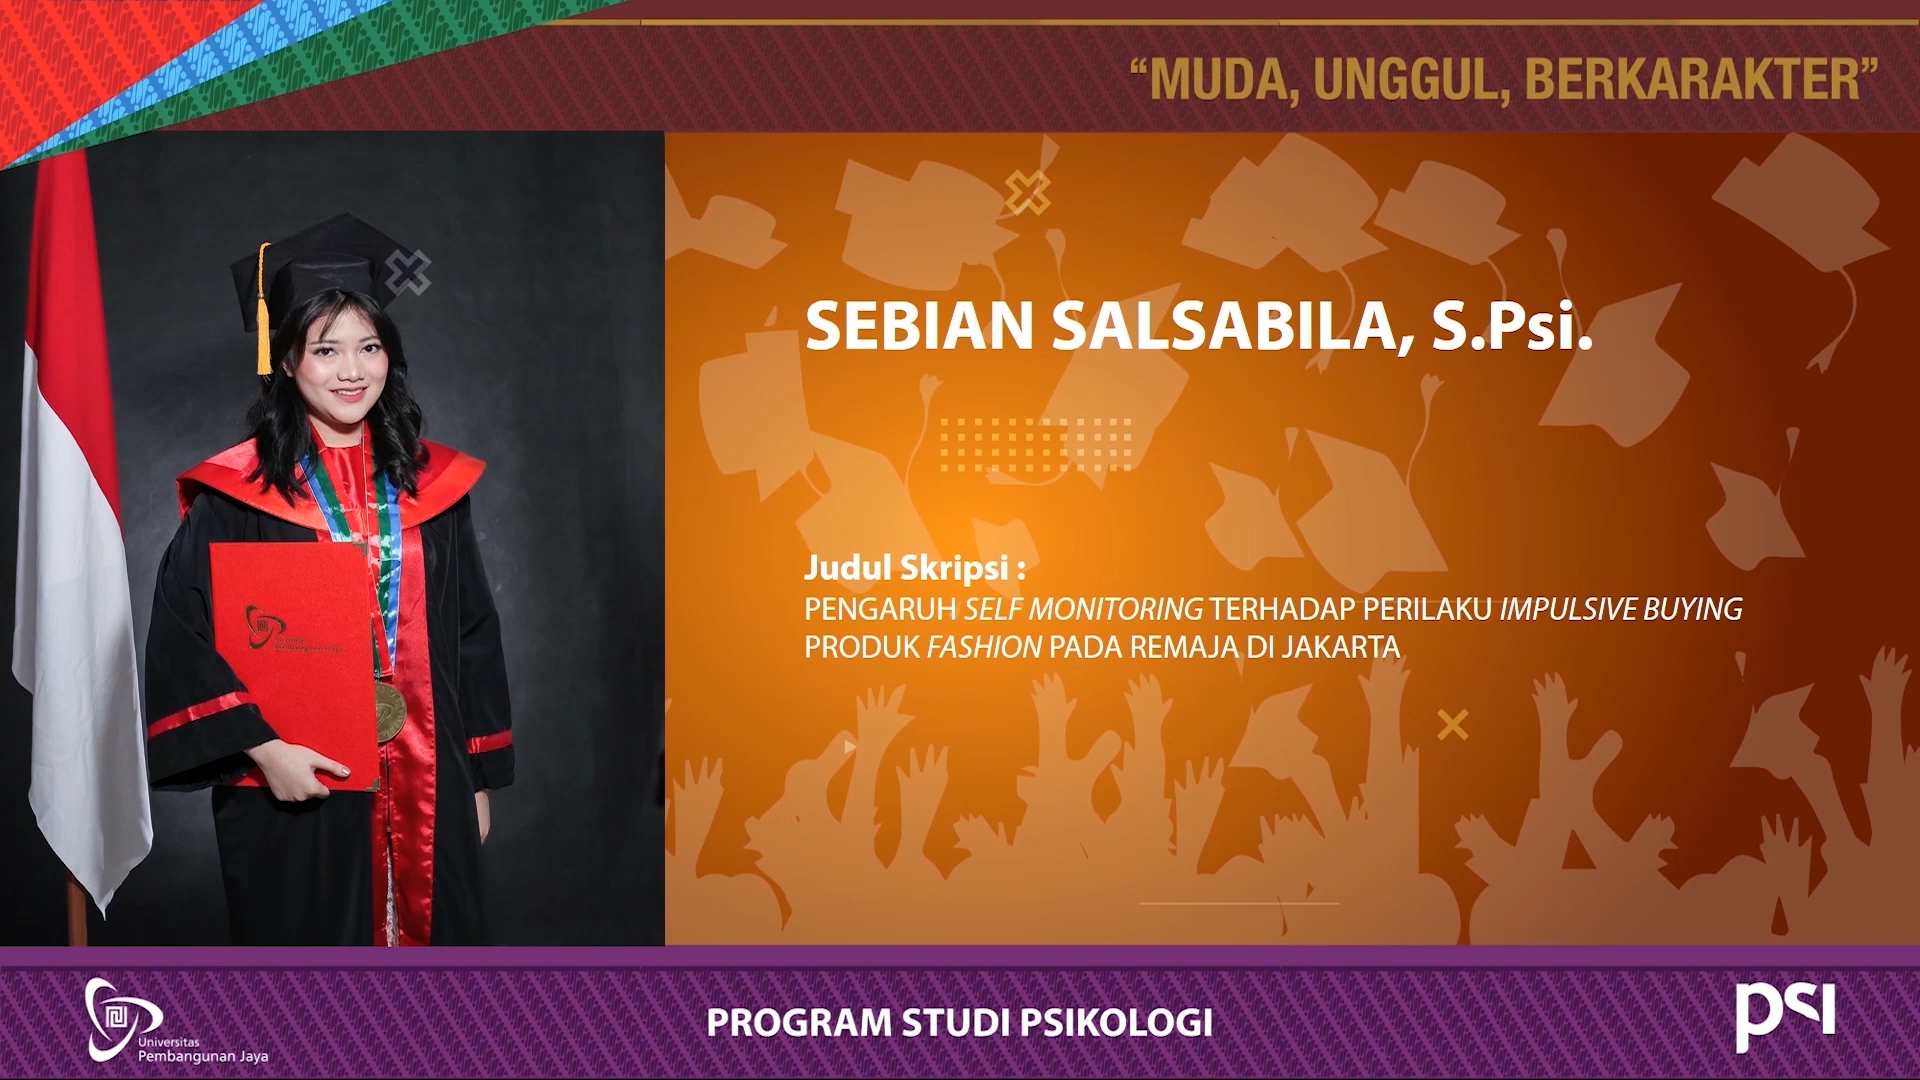 “MUDA, UNGGUL, BERKARAKTER”
SEBIAN SALSABILA, S.Psi.
Judul Skripsi :
PENGARUH SELF MONITORING TERHADAP PERILAKU IMPULSIVE BUYING
PRODUK FASHION PADA REMAJA DI JAKARTA
Universitas
Pembangunan Jaya
PROGRAM STUDI PSIKOLOGI
psi